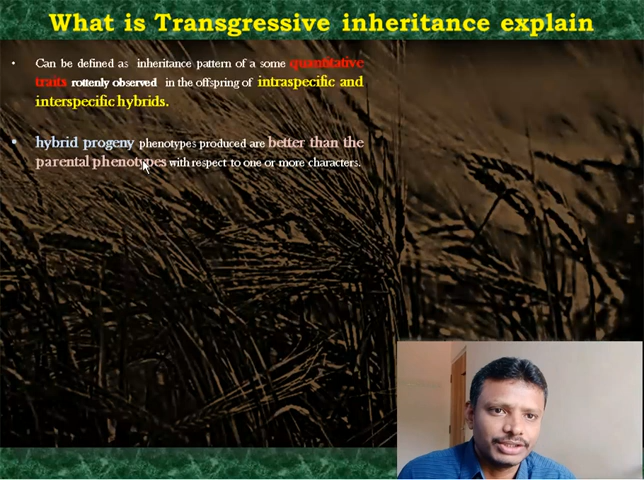 What is Transgressive inheritance explain
• Can be defined as inheritance pattern of a some quantitative
traits rottenly observed in the offspring of intraspecific and
interspecific hybrids.
• hybrid progeny phenotypes produced are better than the
parental phenotypes with respect to one or more characters.